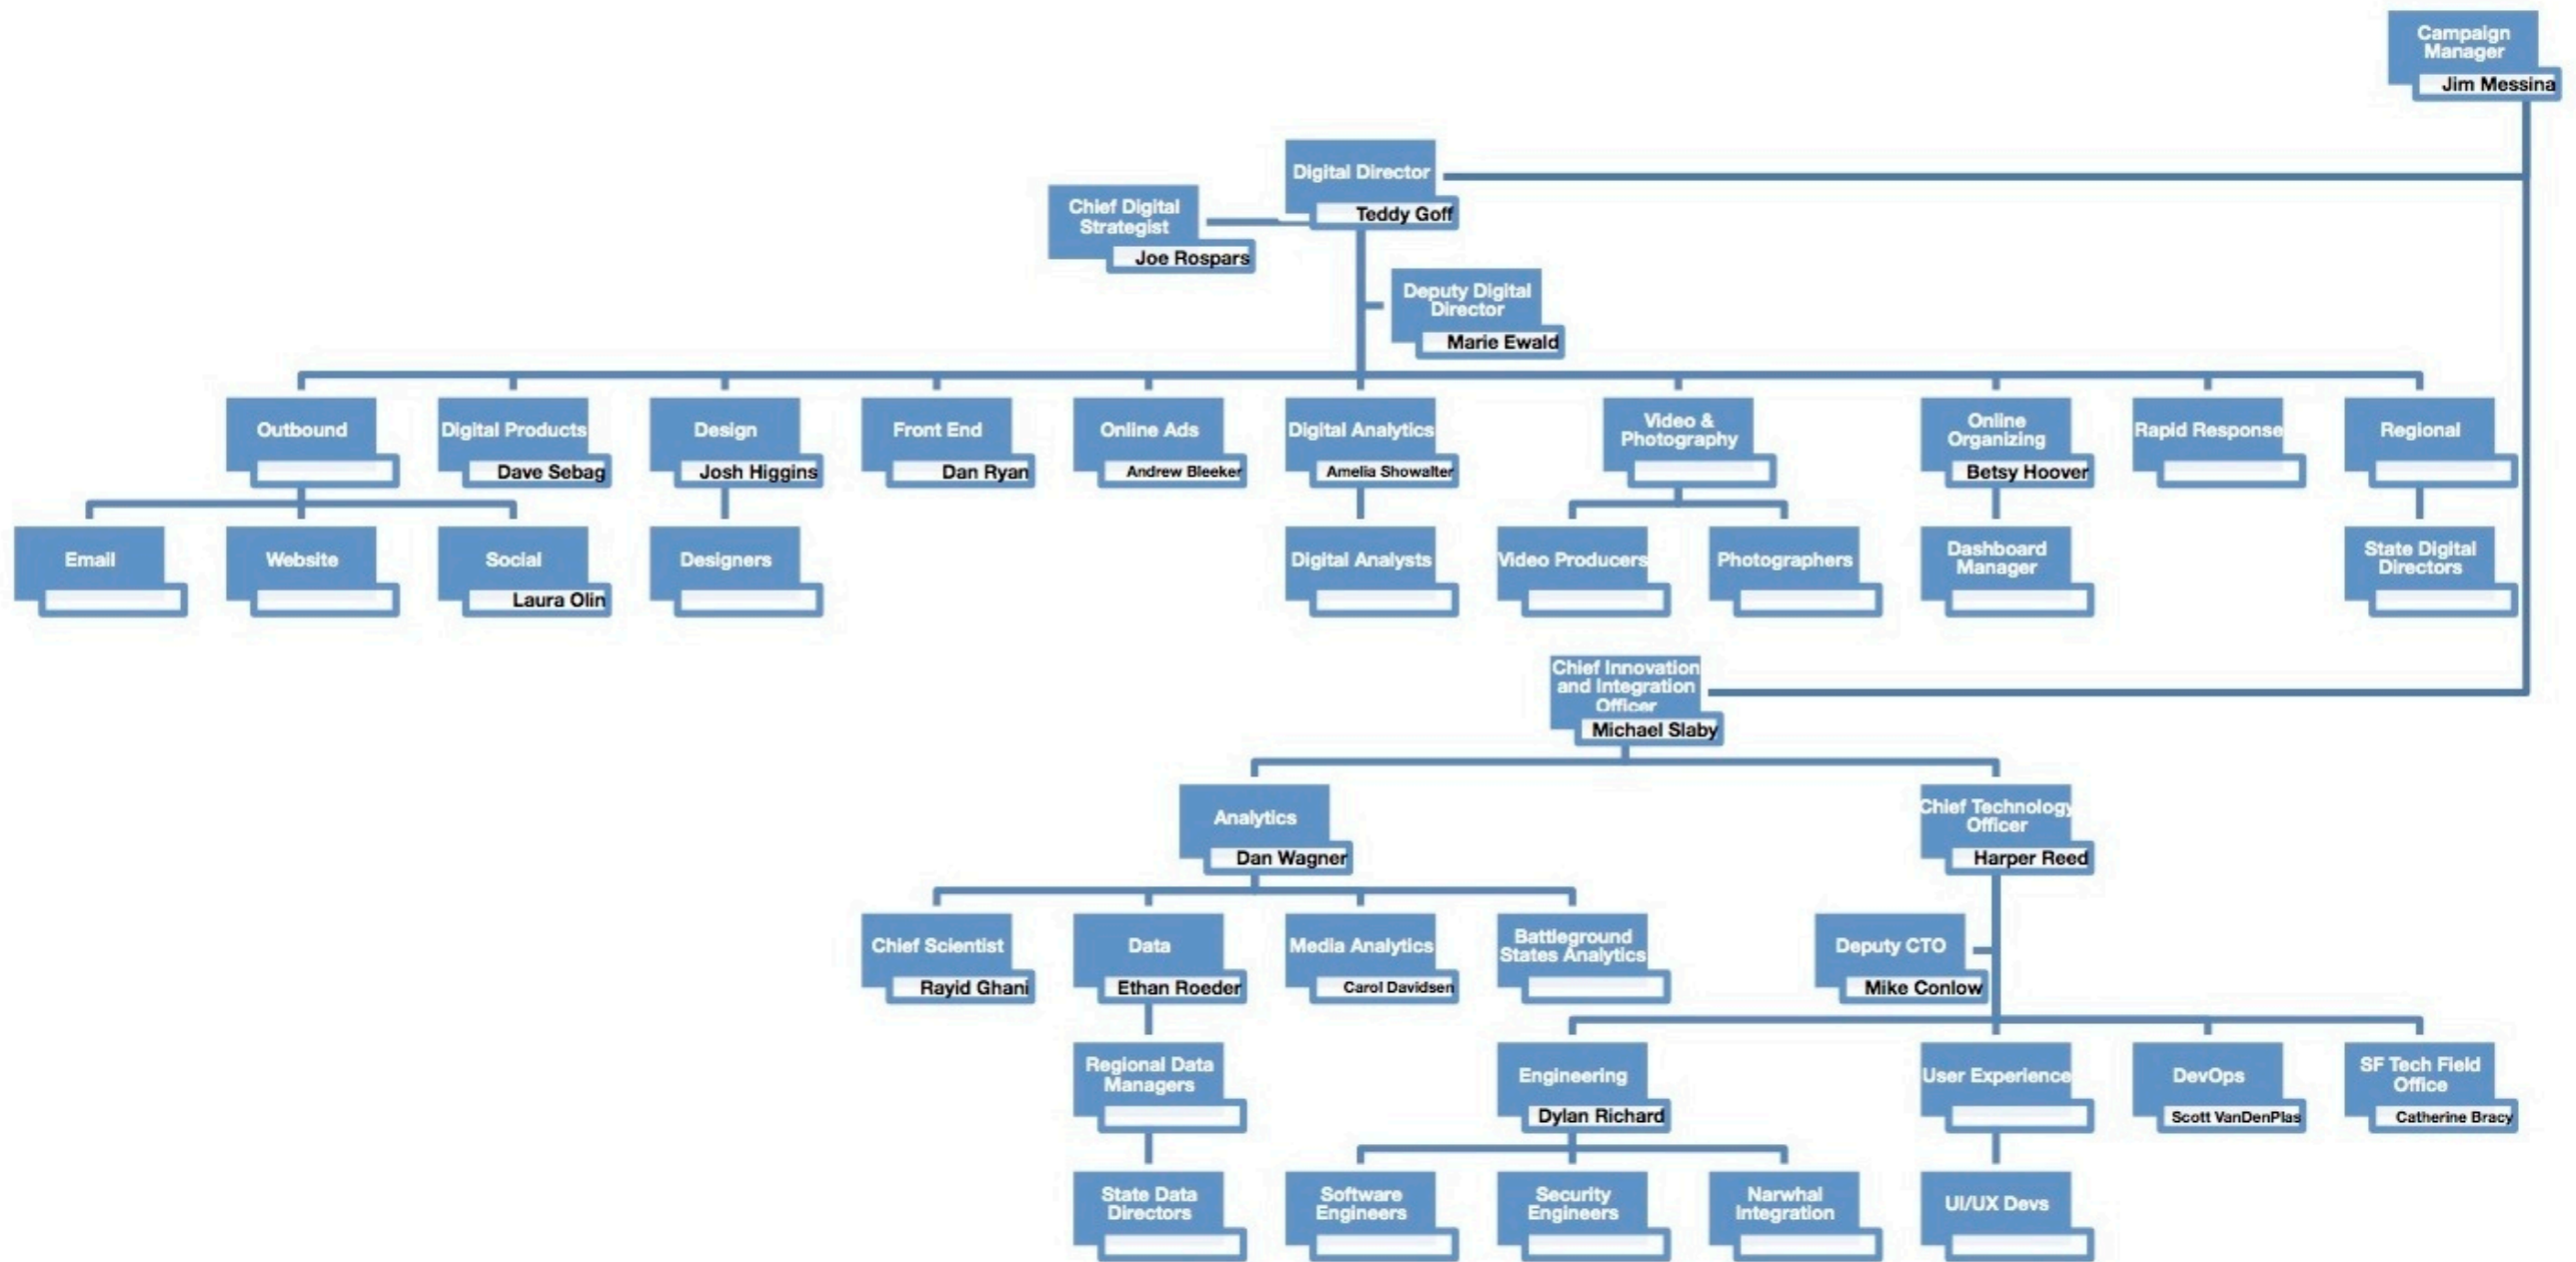 Campaign
Manager
Jim Messina
Digital Director
Teddy Goff
Chief Digital
Strategist
Joe Rospars
Deputy Digital
Director
Marie Ewald
Outbound
Digital Products
Dave Sebag
Design
Josh Higgins
Front End
Dan Ryan
Online Ads
Andrew Bleeker
Digital Analytics
Amelia Showalter
Video &
Photography
Online
Organizing
Betsy Hoover
Rapid Response
Regional
Email
Website
Social
Laura Olin
Designers
Digital Analysts
Video Producers
Photographers
Dashboard
Manager
State Digital
Directors
Chief Innovation
and Integration
Officer
Michael Slaby
Analytics
Dan Wagner
Chief Technology
Officer
Harper Reed
Chief Scientist
Rayid Ghani
Data
Ethan Roeder
Media Analytics
Carol Davidsen
Battleground
States Analytics
Deputy CTO
Mike Conlow
Regional Data
Managers
Engineering
Dylan Richard
User Experience
DevOps
Scott VanDenPlas
SF Tech Field
Office
Catherine Bracy
State Data
Directors
Software
Engineers
Security
Engineers
Narwhal
Integration
UI/UX Devs